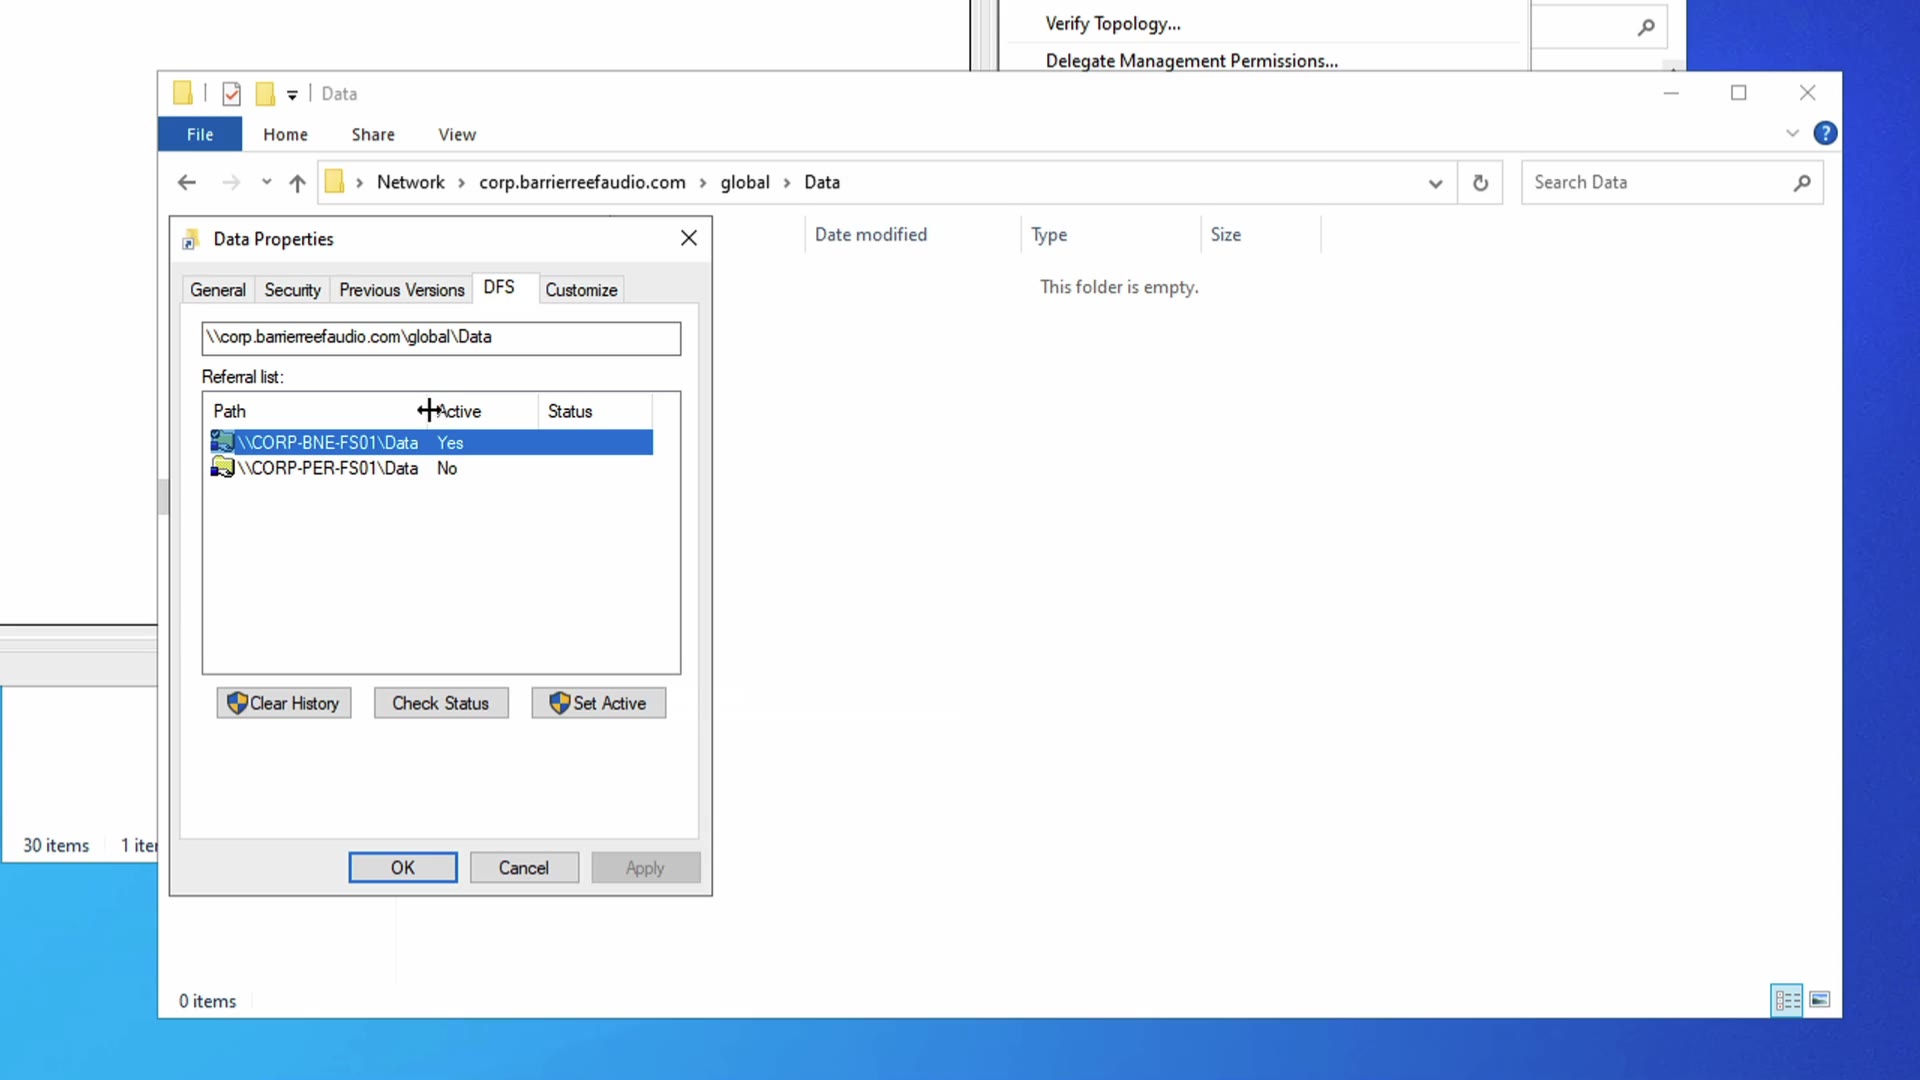 Verify Topology...
Delegate Management Permissions...
Data
File Home Share View
Network corp.barrierreefaudio.com global Data
Search Data
Data Properties
Date modified Type Size
General Security Previous Versions DFS Customize
This folder is empty.
\\corp.barrierreefaudio.com\global\Data
Referral list:
Path Active Status
\\CORP-BNE-FS01\Data Yes
\\CORP-PER-FS01\Data No
Clear History Check Status Set Active
30 items 1 iter
OK Cancel Apply
0 items